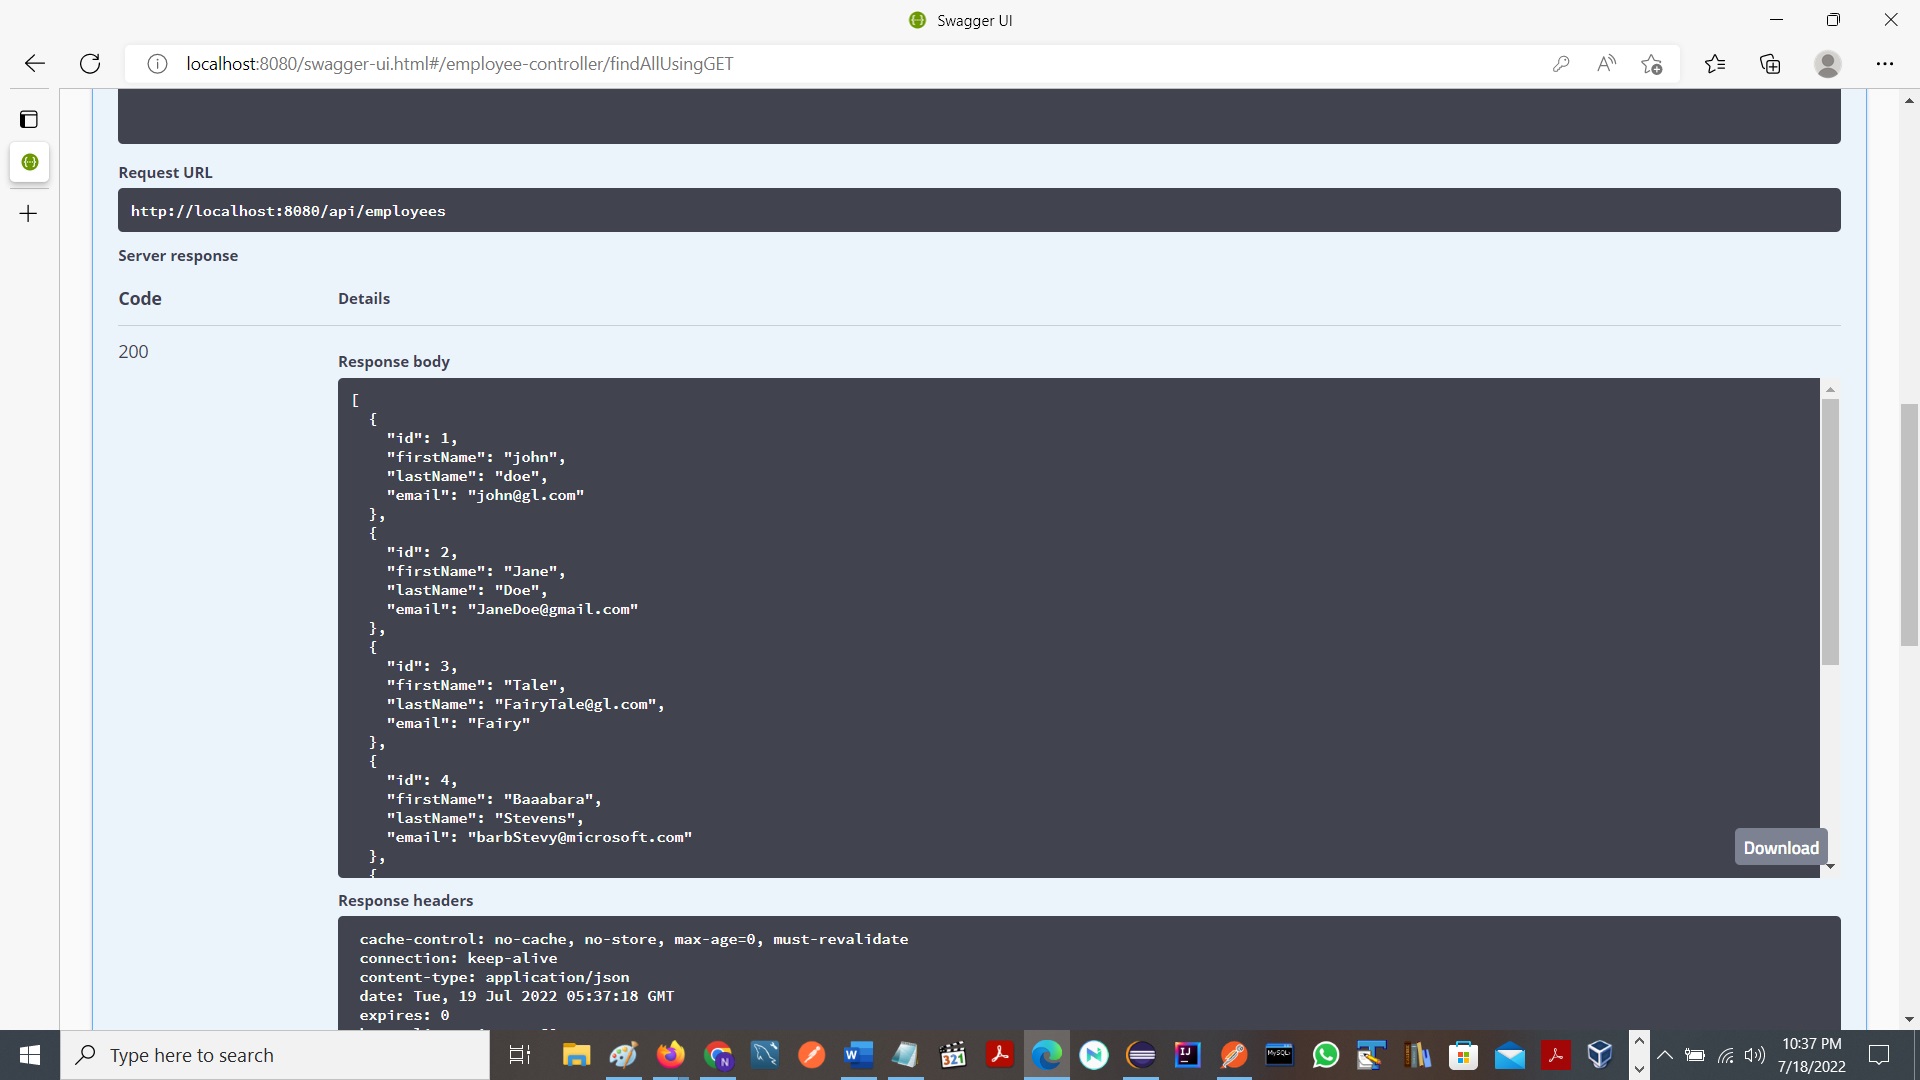 Swagger UI
localhost:8080/swagger-ui.html#/employee-controller/findAllUsingGET
Request URL
http://localhost:8080/api/employees
Server response
Code Details
200
Response body
[
{
"id": 1,
"firstName": "john",
"lastName": "doe",
"email": "john@gl.com"
},
{
"id": 2,
"firstName": "Jane",
"lastName": "Doe",
"email": "JaneDoe@gmail.com"
},
{
"id": 3,
"firstName": "Tale",
"lastName": "FairyTale@gl.com",
"email": "Fairy"
},
{
"id": 4,
"firstName": "Baaabara",
"lastName": "Stevens",
"email": "barbStevy@microsoft.com"
},
{
Download
Response headers
cache-control: no-cache, no-store, max-age=0, must-revalidate
connection: keep-alive
content-type: application/json
date: Tue, 19 Jul 2022 05:37:18 GMT
expires: 0
Type here to search
10:37 PM
7/18/2022